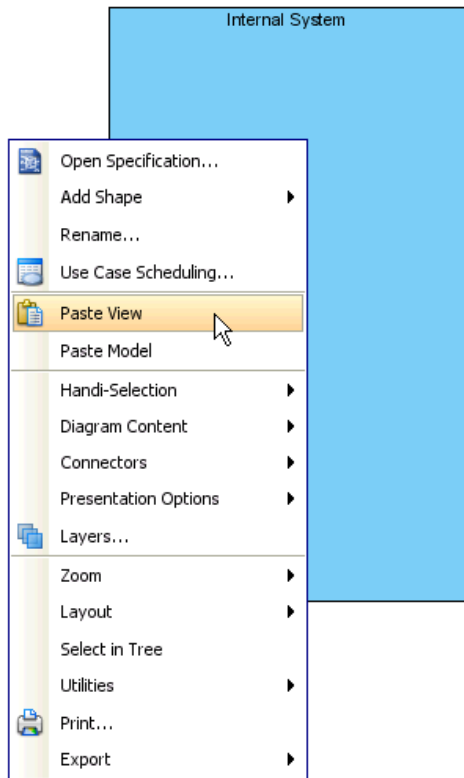 Internal System
Open Specification...
Add Shape
Rename...
Use Case Scheduling...
Paste View
Paste Model
Handi-Selection
Diagram Content
Connectors
Presentation Options
Layers...
Zoom
Layout
Select in Tree
Utilities
Print...
Export